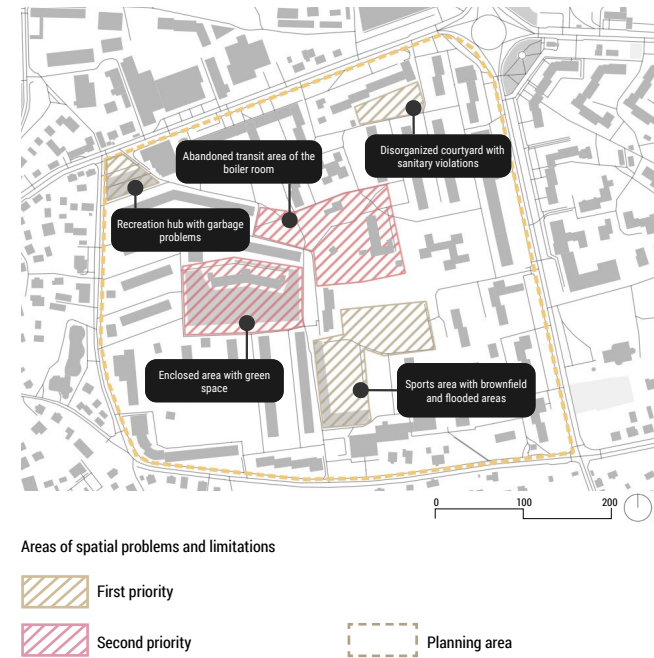 Disorganized courtyard with
sanitary violations
Abandoned transit area of the
boiler room
Recreation hub with garbage
problems
Enclosed area with green
space
Sports area with brownfield
and flooded areas
0 100 200
Areas of spatial problems and limitations
First priority
Second priority
Planning area